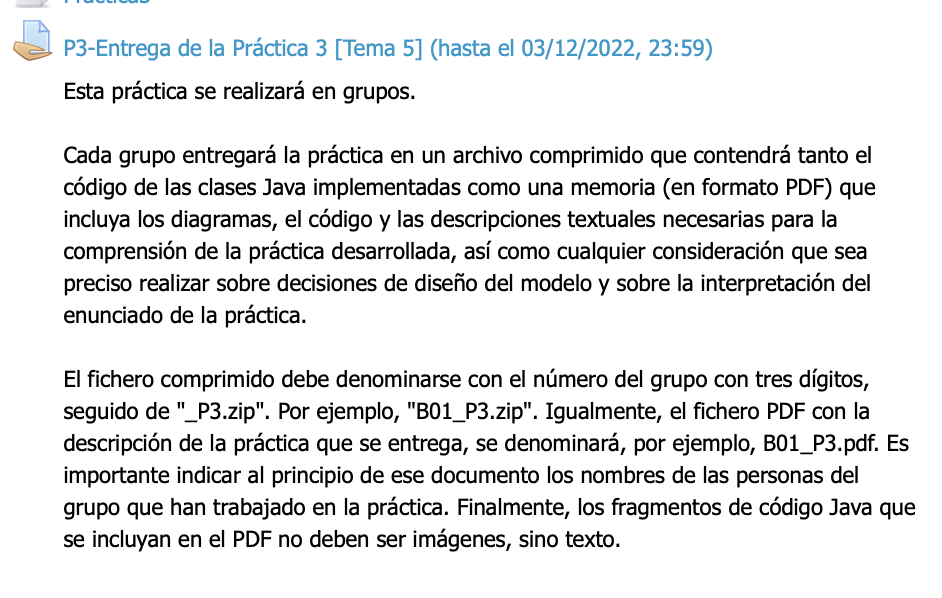 P3-Entrega de la Práctica 3 [Tema 5] (hasta el 03/12/2022, 23:59)
Esta práctica se realizará en grupos.
Cada grupo entregará la práctica en un archivo comprimido que contendrá tanto el
código de las clases Java implementadas como una memoria (en formato PDF) que
incluya los diagramas, el código y las descripciones textuales necesarias para la
comprensión de la práctica desarrollada, así como cualquier consideración que sea
preciso realizar sobre decisiones de diseño del modelo y sobre la interpretación del
enunciado de la práctica.
El fichero comprimido debe denominarse con el número del grupo con tres dígitos,
seguido de "_P3.zip". Por ejemplo, "B01_P3.zip". Igualmente, el fichero PDF con la
descripción de la práctica que se entrega, se denominará, por ejemplo, B01_P3.pdf. Es
importante indicar al principio de ese documento los nombres de las personas del
grupo que han trabajado en la práctica. Finalmente, los fragmentos de código Java que
se incluyan en el PDF no deben ser imágenes, sino texto.